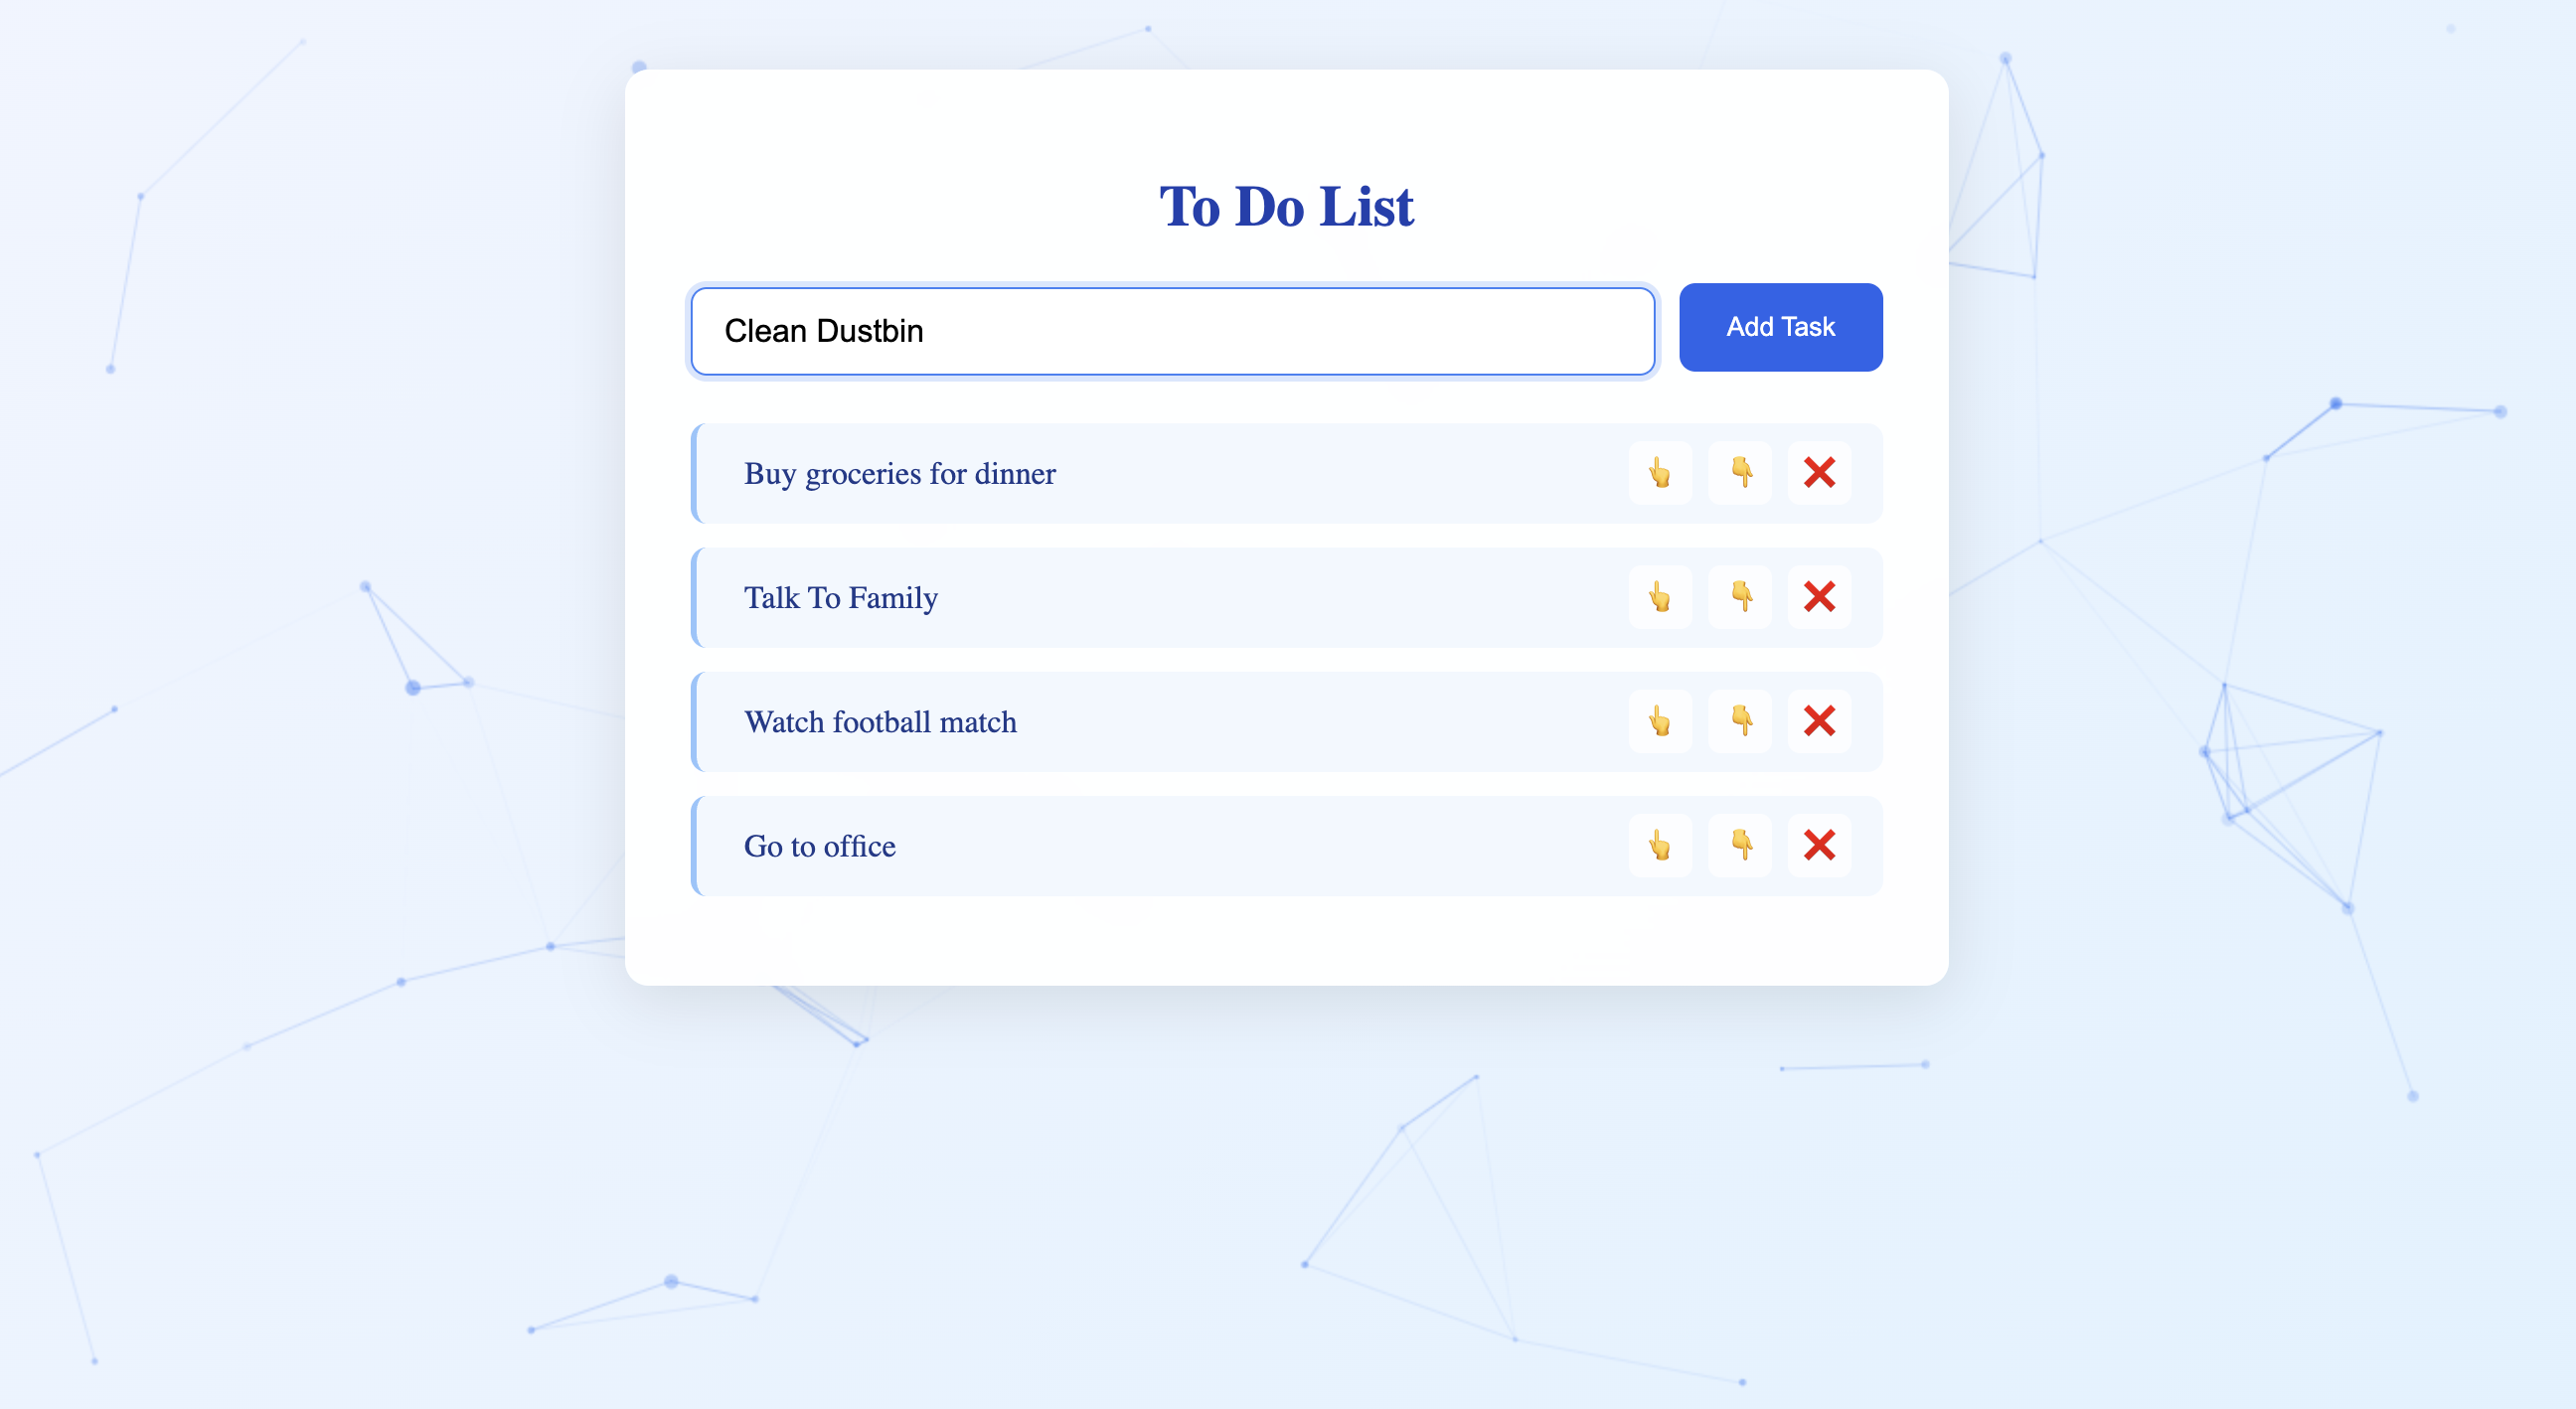 To Do List
Clean Dustbin
Add Task
Buy groceries for dinner
Talk To Family
Watch football match
Go to office